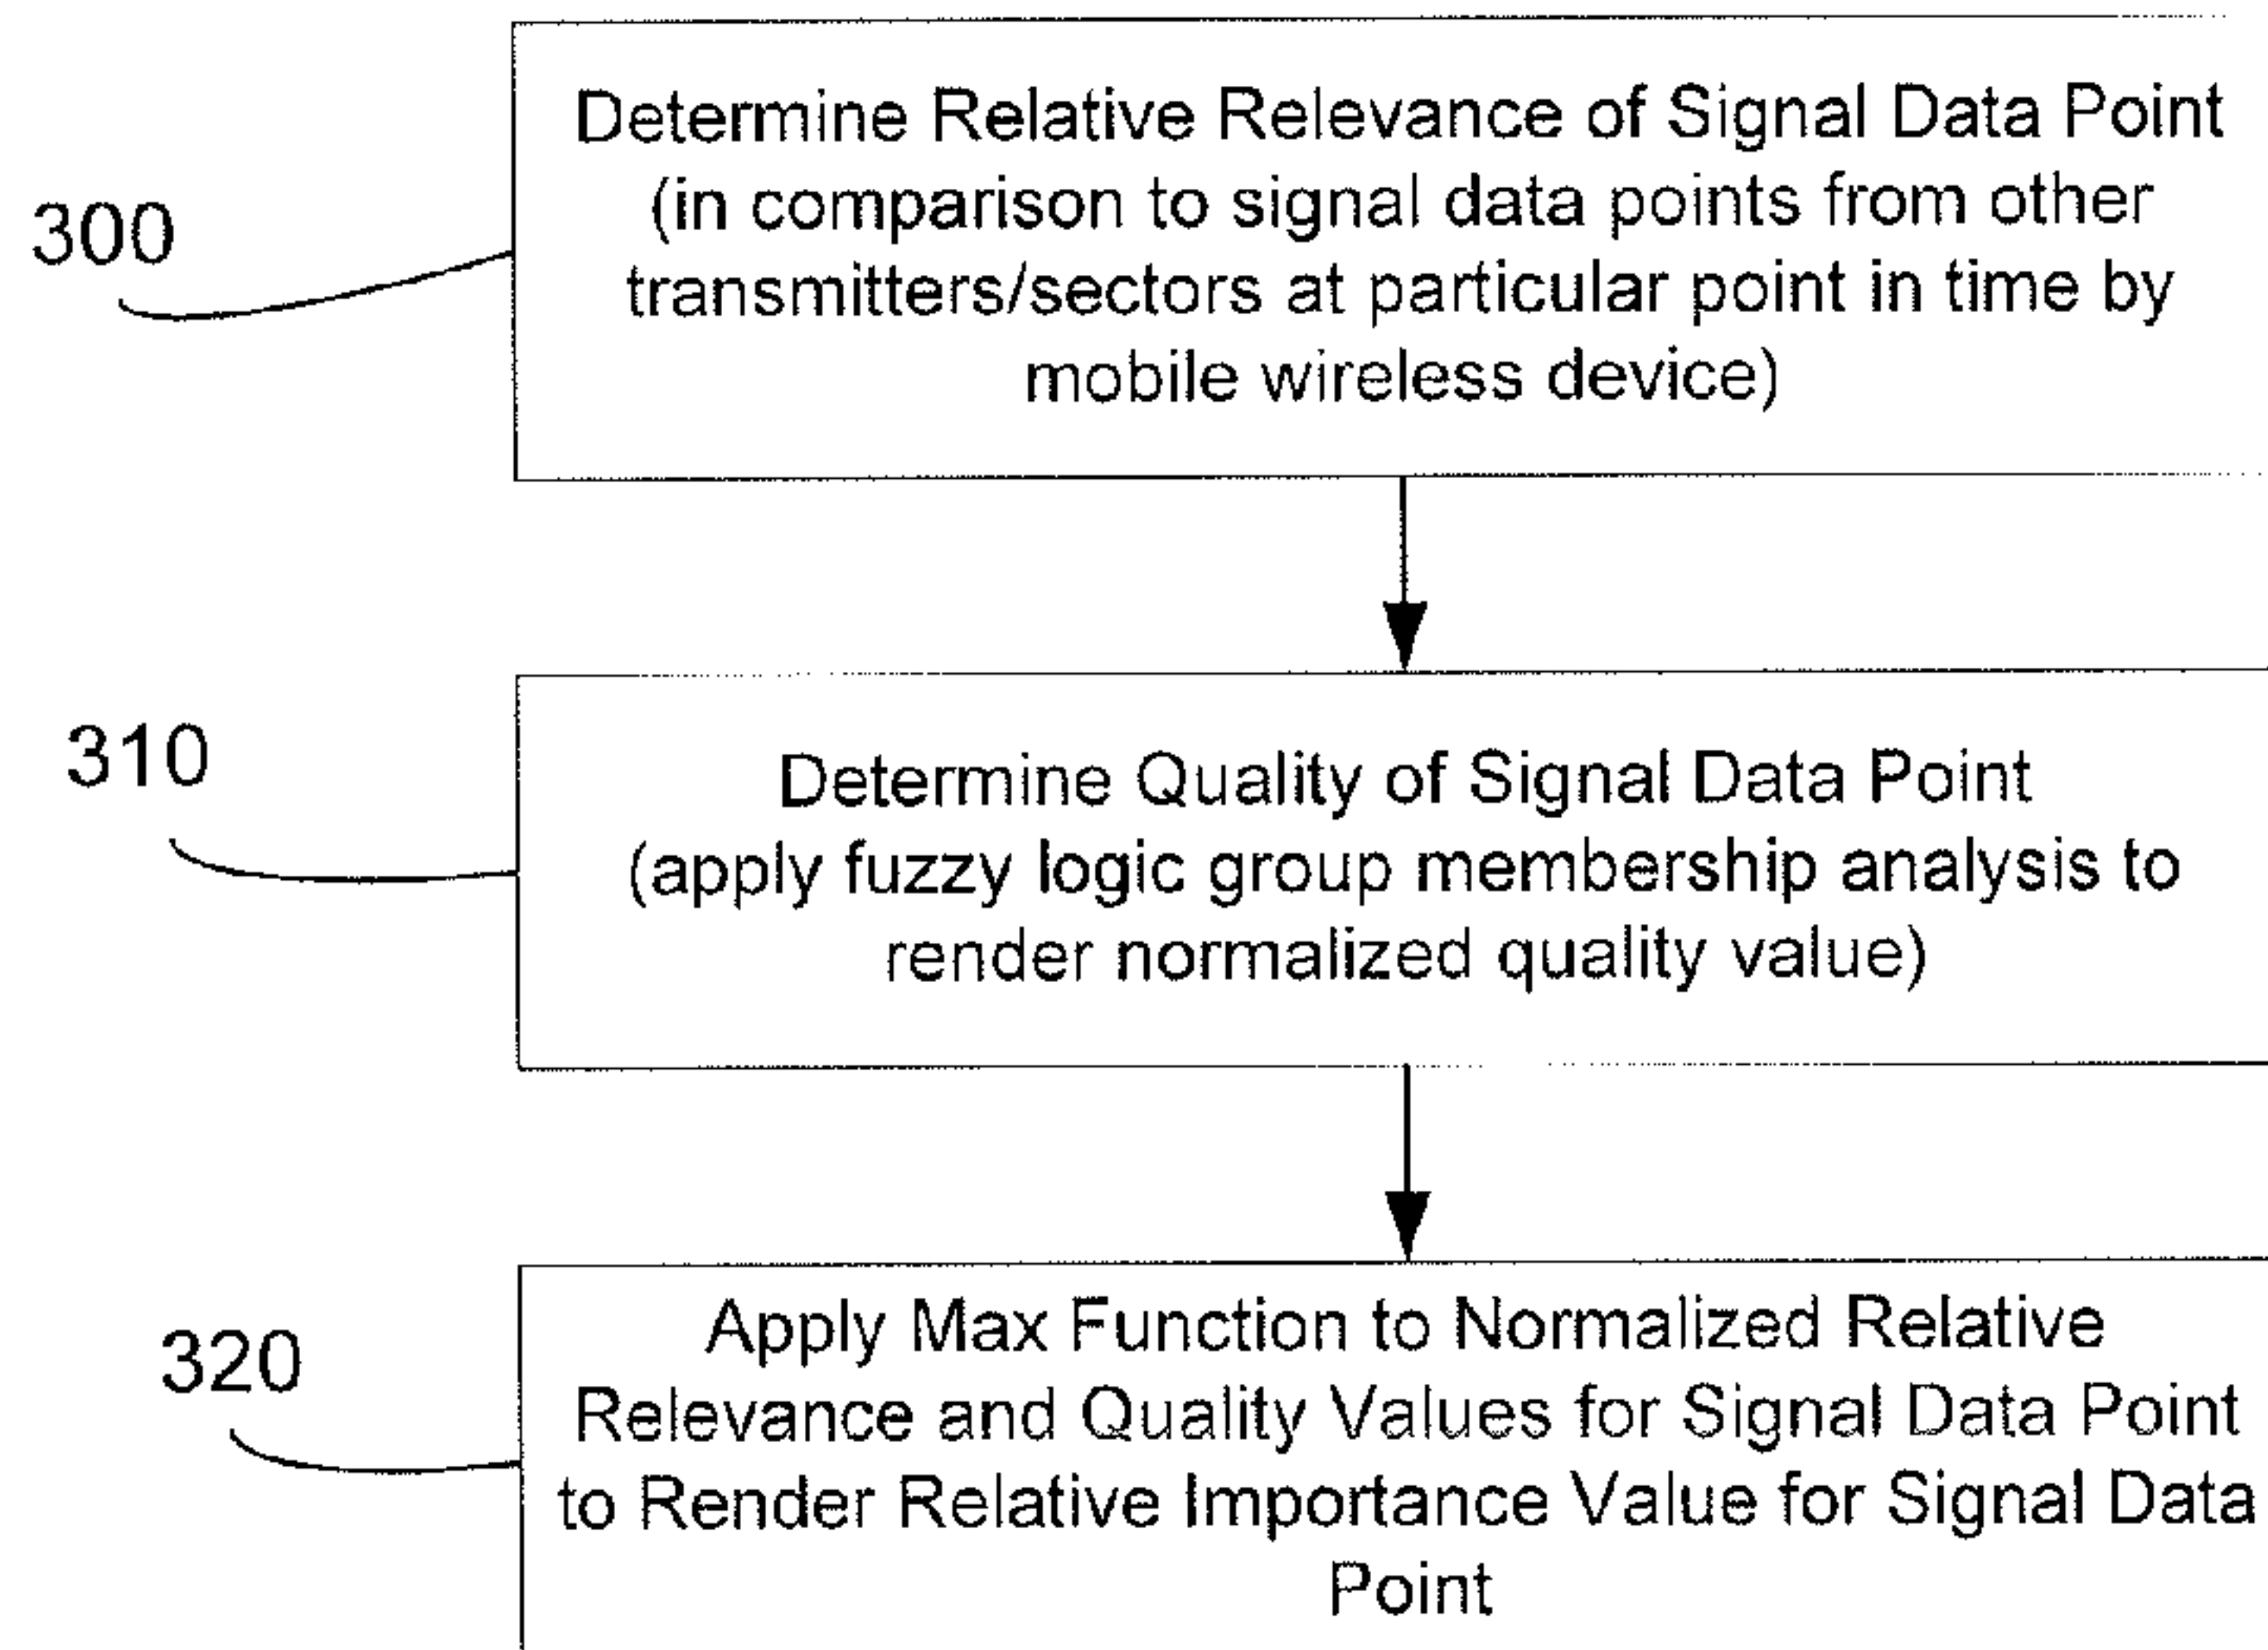 300
Determine Relative Relevance of Signal Data Point
(in comparison to signal data points from other
transmitters/sectors at particular point in time by
mobile wireless device)
310
Determine Quality of Signal Data Point
(apply fuzzy logic group membership analysis to
render normalized quality value)
320
Apply Max Function to Normalized Relative
Relevance and Quality Values for Signal Data Point
to Render Relative Importance Value for Signal Data
Point